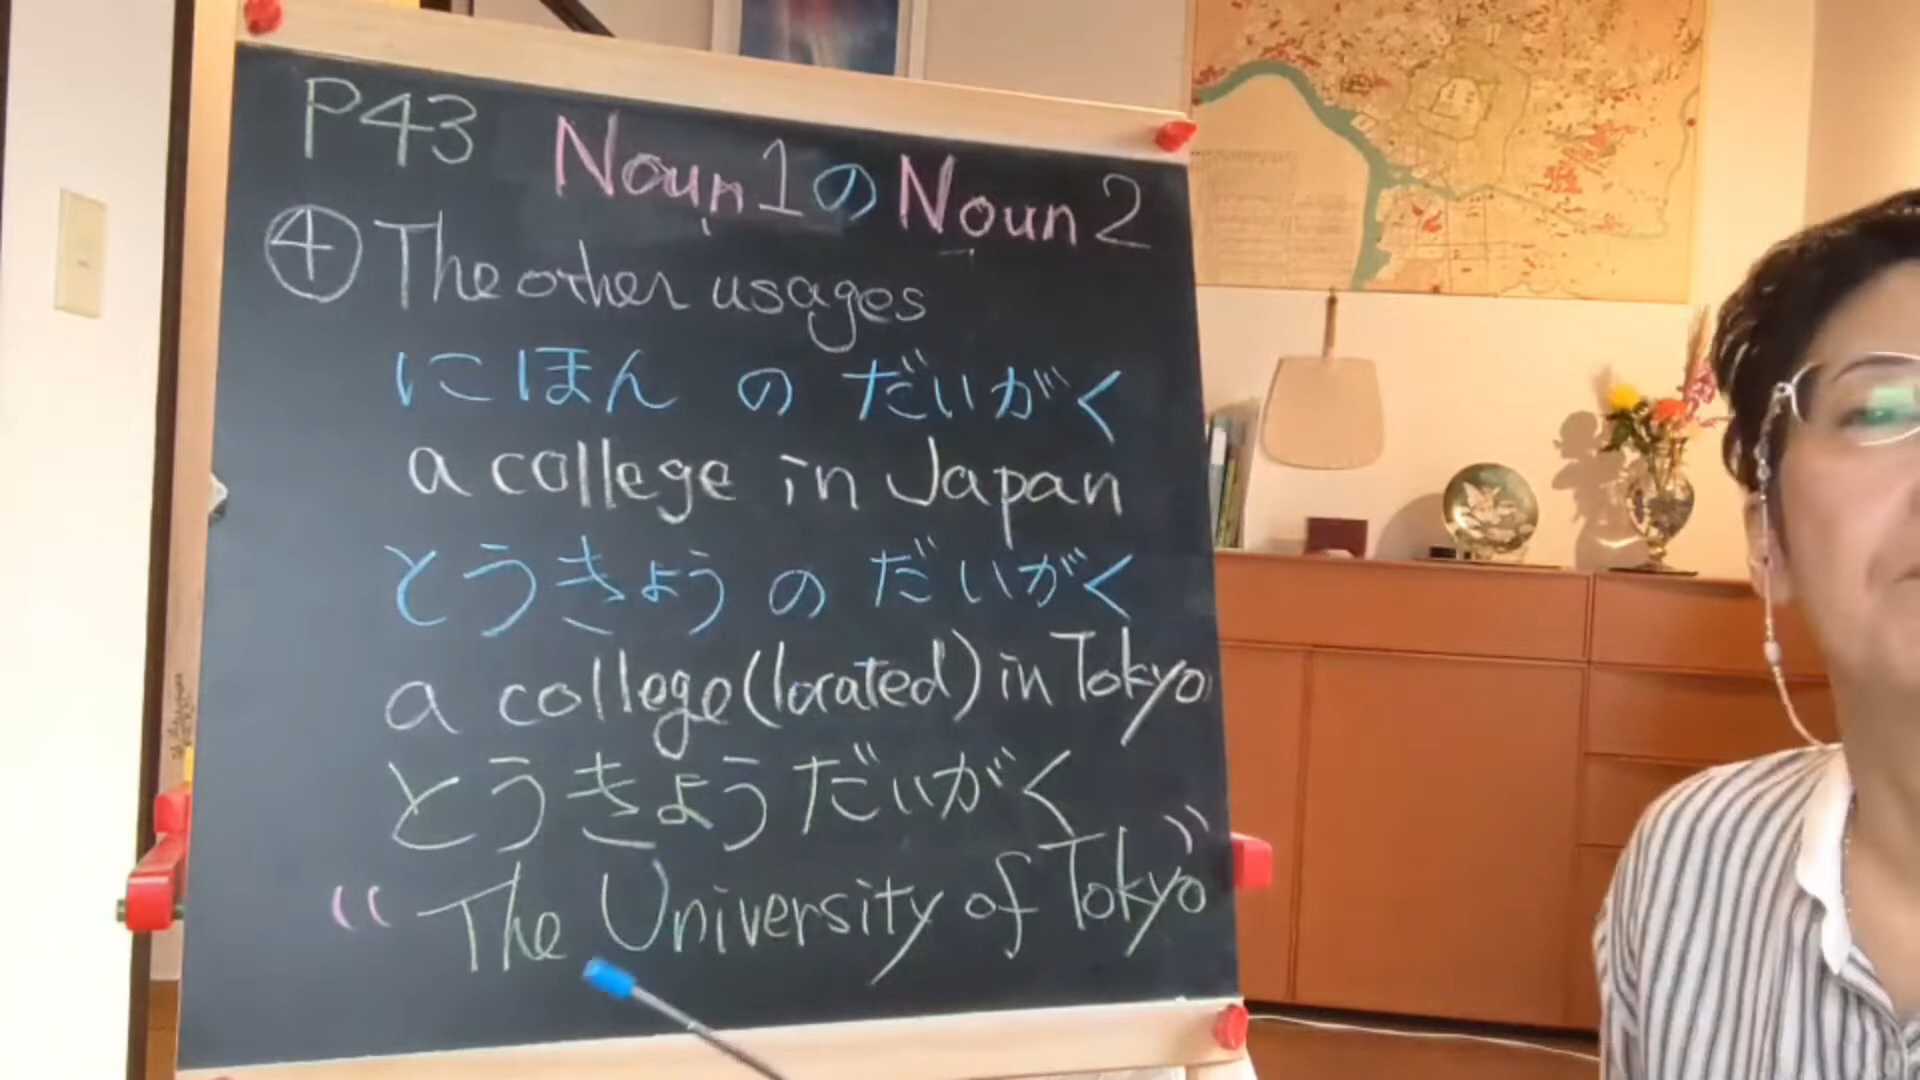 P43 Noun1のNoun2
④The other usages
にほん の だいがく
a college in Japan
とうきょう の だいがく
a college(located) in Tokyo
とうきょうだいがく
"The University of Tokyo"